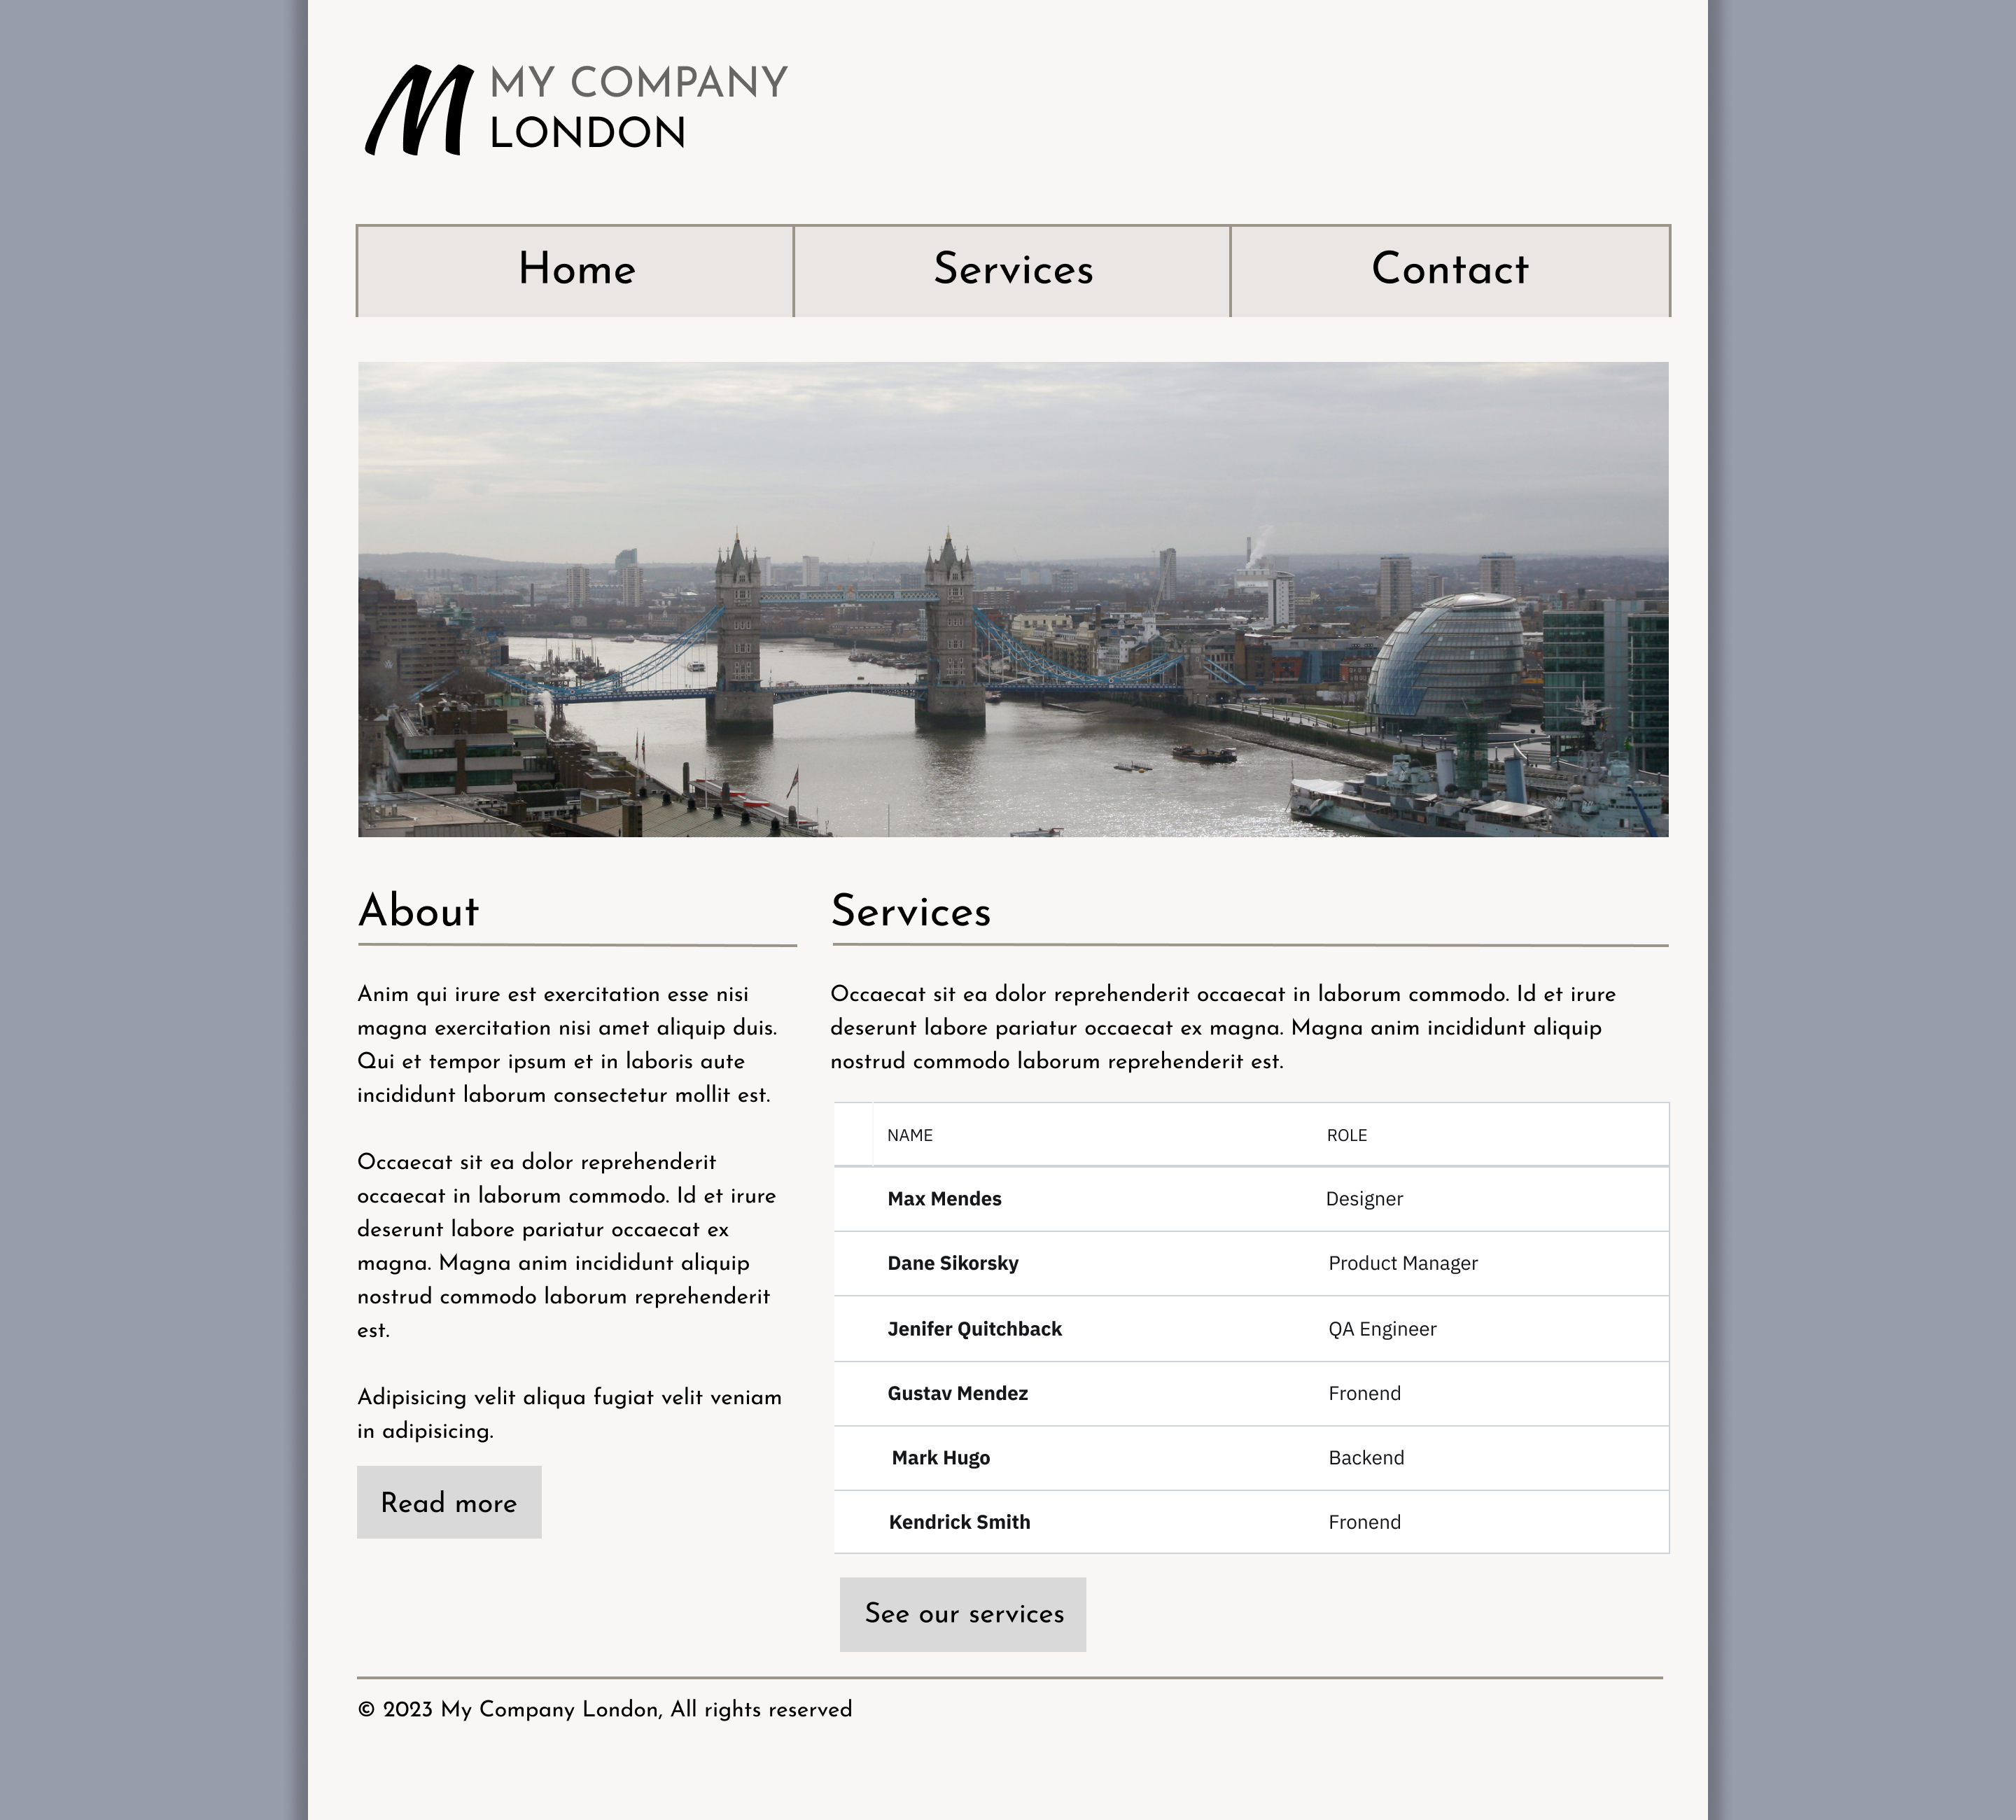 M MY COMPANY
LONDON
Home Services Contact
About
Anim qui irure est exercitation esse nisi
magna exercitation nisi amet aliquip duis.
Qui et tempor ipsum et in laboris aute
incididunt laborum consectetur mollit est.
Occaecat sit ea dolor reprehenderit
occaecat in laborum commodo. Id et irure
deserunt labore pariatur occaecat ex
magna. Magna anim incididunt aliquip
nostrud commodo laborum reprehenderit
est.
Adipisicing velit aliqua fugiat velit veniam
in adipisicing.
Read more
Services
Occaecat sit ea dolor reprehenderit occaecat in laborum commodo. Id et irure
deserunt labore pariatur occaecat ex magna. Magna anim incididunt aliquip
nostrud commodo laborum reprehenderit est.
NAME ROLE
Max Mendes Designer
Dane Sikorsky Product Manager
Jenifer Quitchback QA Engineer
Gustav Mendez Fronend
Mark Hugo Backend
Kendrick Smith Fronend
See our services
© 2023 My Company London, All rights reserved